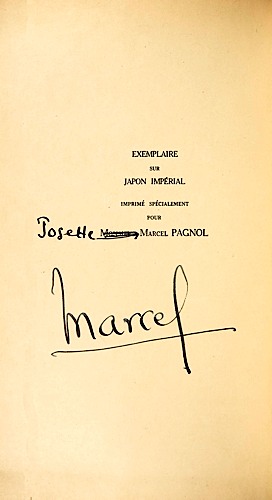 EXEMPLAIRE
SUR
JAPON IMPÉRIAL
IMPRIMÉ SPÉCIALEMENT
POUR
Josette MARCEL PAGNOL
Marcel